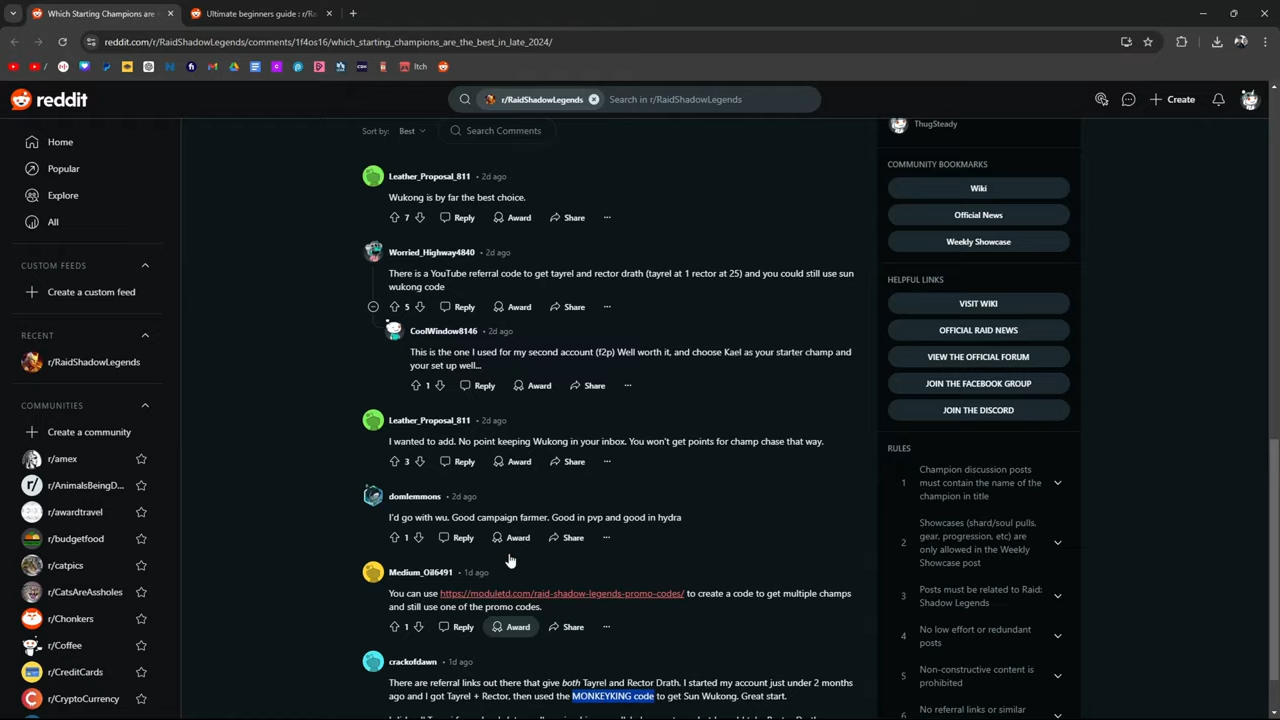 Which Starting Champions are
Ultimate beginners guide : r/Rai
reddit.com/r/RaidShadowLegends/comments/1f4os16/which_starting_champions_are_the_best_in_late_2024/
Itch
reddit
r/RaidShadowLegends
Search in r/RaidShadowLegends
Create
Home
Popular
Explore
All
CUSTOM FEEDS
Create a custom feed
RECENT
r/RaidShadowLegends
COMMUNITIES
Create a community
r/amex
r/AnimalsBeingD...
r/awardtravel
r/budgetfood
r/catpics
r/CatsAreAssholes
r/Chonkers
r/Coffee
r/CreditCards
r/CryptoCurrency
Sort by: Best
Search Comments
Leather_Proposal_811 • 2d ago
Wukong is by far the best choice.
7 Reply Award Share ...
Worried_Highway4840 • 2d ago
There is a YouTube referral code to get tayrel and rector drath (tayrel at 1 rector at 25) and you could still use sun
wukong code
5 Reply Award Share ...
CoolWindow8146 • 2d ago
This is the one I used for my second account (f2p) Well worth it, and choose Kael as your starter champ and
your set up well...
1 Reply Award Share ...
Leather_Proposal_811 • 2d ago
I wanted to add. No point keeping Wukong in your inbox. You won't get points for champ chase that way.
3 Reply Award Share ...
domlemmons • 2d ago
I'd go with wu. Good campaign farmer. Good in pvp and good in hydra
1 Reply Award Share ...
Medium_Oil6491 • 1d ago
You can use https://moduletd.com/raid-shadow-legends-promo-codes/ to create a code to get multiple champs
and still use one of the promo codes.
1 Reply Award Share ...
crackofdawn • 1d ago
There are referral links out there that give both Tayrel and Rector Drath. I started my account just under 2 months
ago and I got Tayrel + Rector, then used the MONKEYKING code to get Sun Wukong. Great start.
ThugSteady
COMMUNITY BOOKMARKS
Wiki
Official News
Weekly Showcase
HELPFUL LINKS
VISIT WIKI
OFFICIAL RAID NEWS
VIEW THE OFFICIAL FORUM
JOIN THE FACEBOOK GROUP
JOIN THE DISCORD
RULES
1 Champion discussion posts
must contain the name of the
champion in title
2 Showcases (shard/soul pulls,
gear, progression, etc) are
only allowed in the Weekly
Showcase post
3 Posts must be related to Raid:
Shadow Legends
4 No low effort or redundant
posts
5 Non-constructive content is
prohibited
6 No referral links or similar